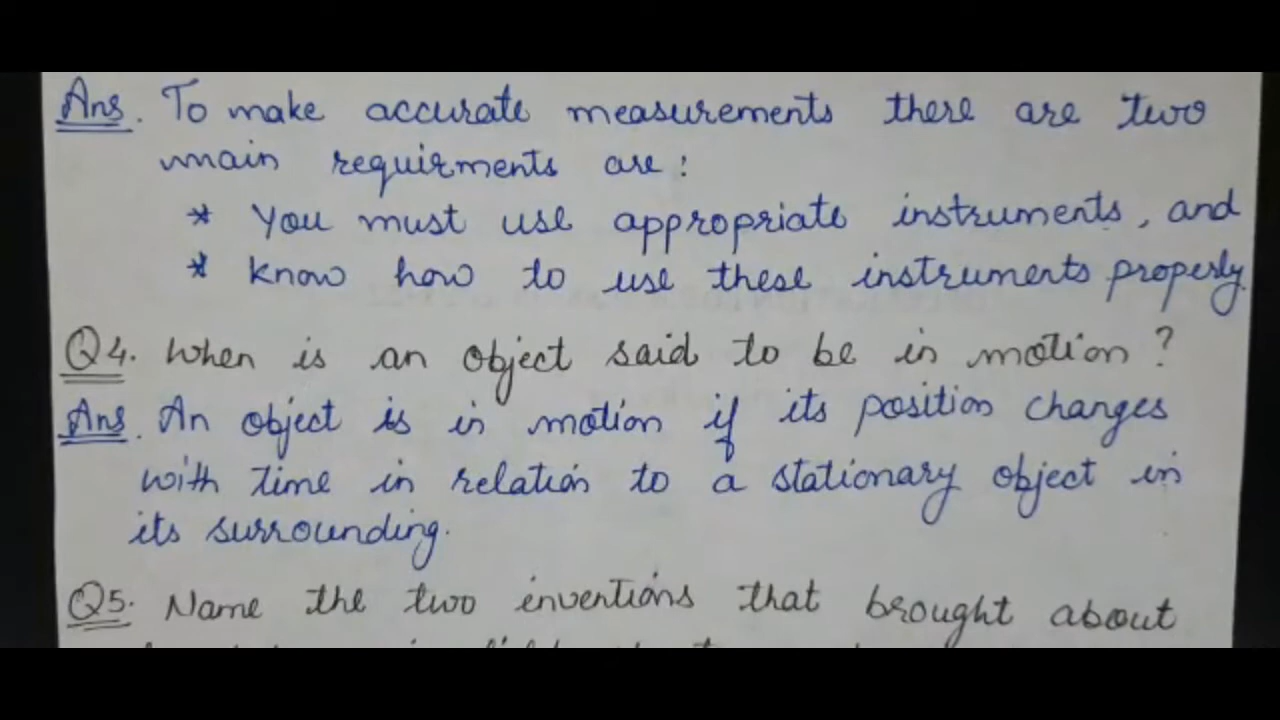 Ans. To make accurate measurements there are two
main requirments are:
* You must use appropriate instruments, and
* know how to use these instruments properly.
Q4. When is an object said to be in motion?
Ans. An object is in motion if its position changes
with time in relation to a stationary object in
its surrounding.
Q5. Name the two inventions that brought about